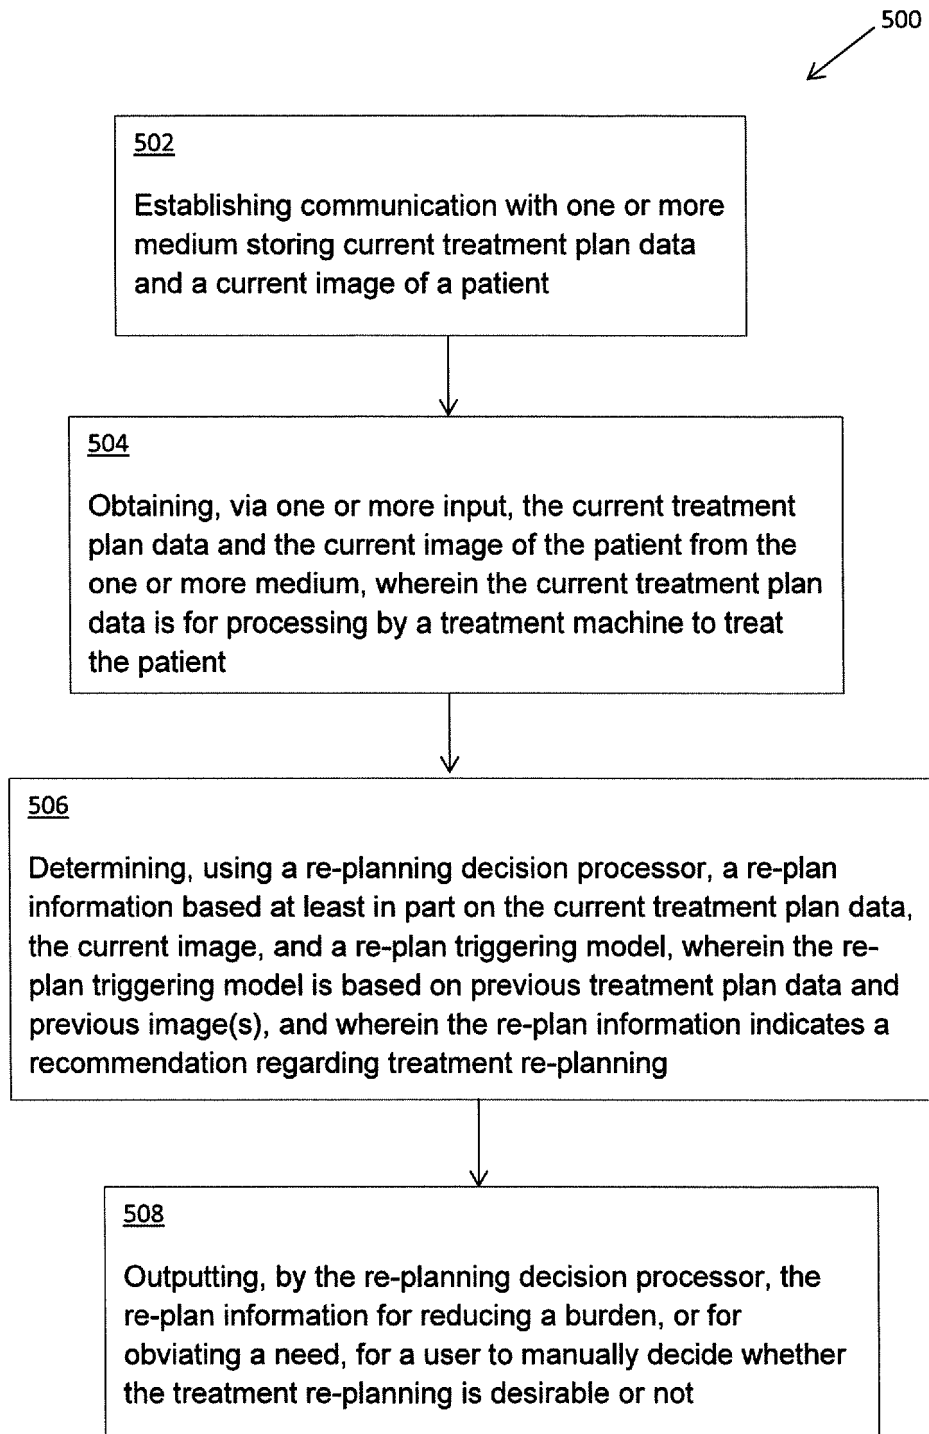 500
502
Establishing communication with one or more
medium storing current treatment plan data
and a current image of a patient
504
Obtaining, via one or more input, the current treatment
plan data and the current image of the patient from the
one or more medium, wherein the current treatment plan
data is for processing by a treatment machine to treat
the patient
506
Determining, using a re-planning decision processor, a re-plan
information based at least in part on the current treatment plan data,
the current image, and a re-plan triggering model, wherein the re-
plan triggering model is based on previous treatment plan data and
previous image(s), and wherein the re-plan information indicates a
recommendation regarding treatment re-planning
508
Outputting, by the re-planning decision processor, the
re-plan information for reducing a burden, or for
obviating a need, for a user to manually decide whether
the treatment re-planning is desirable or not